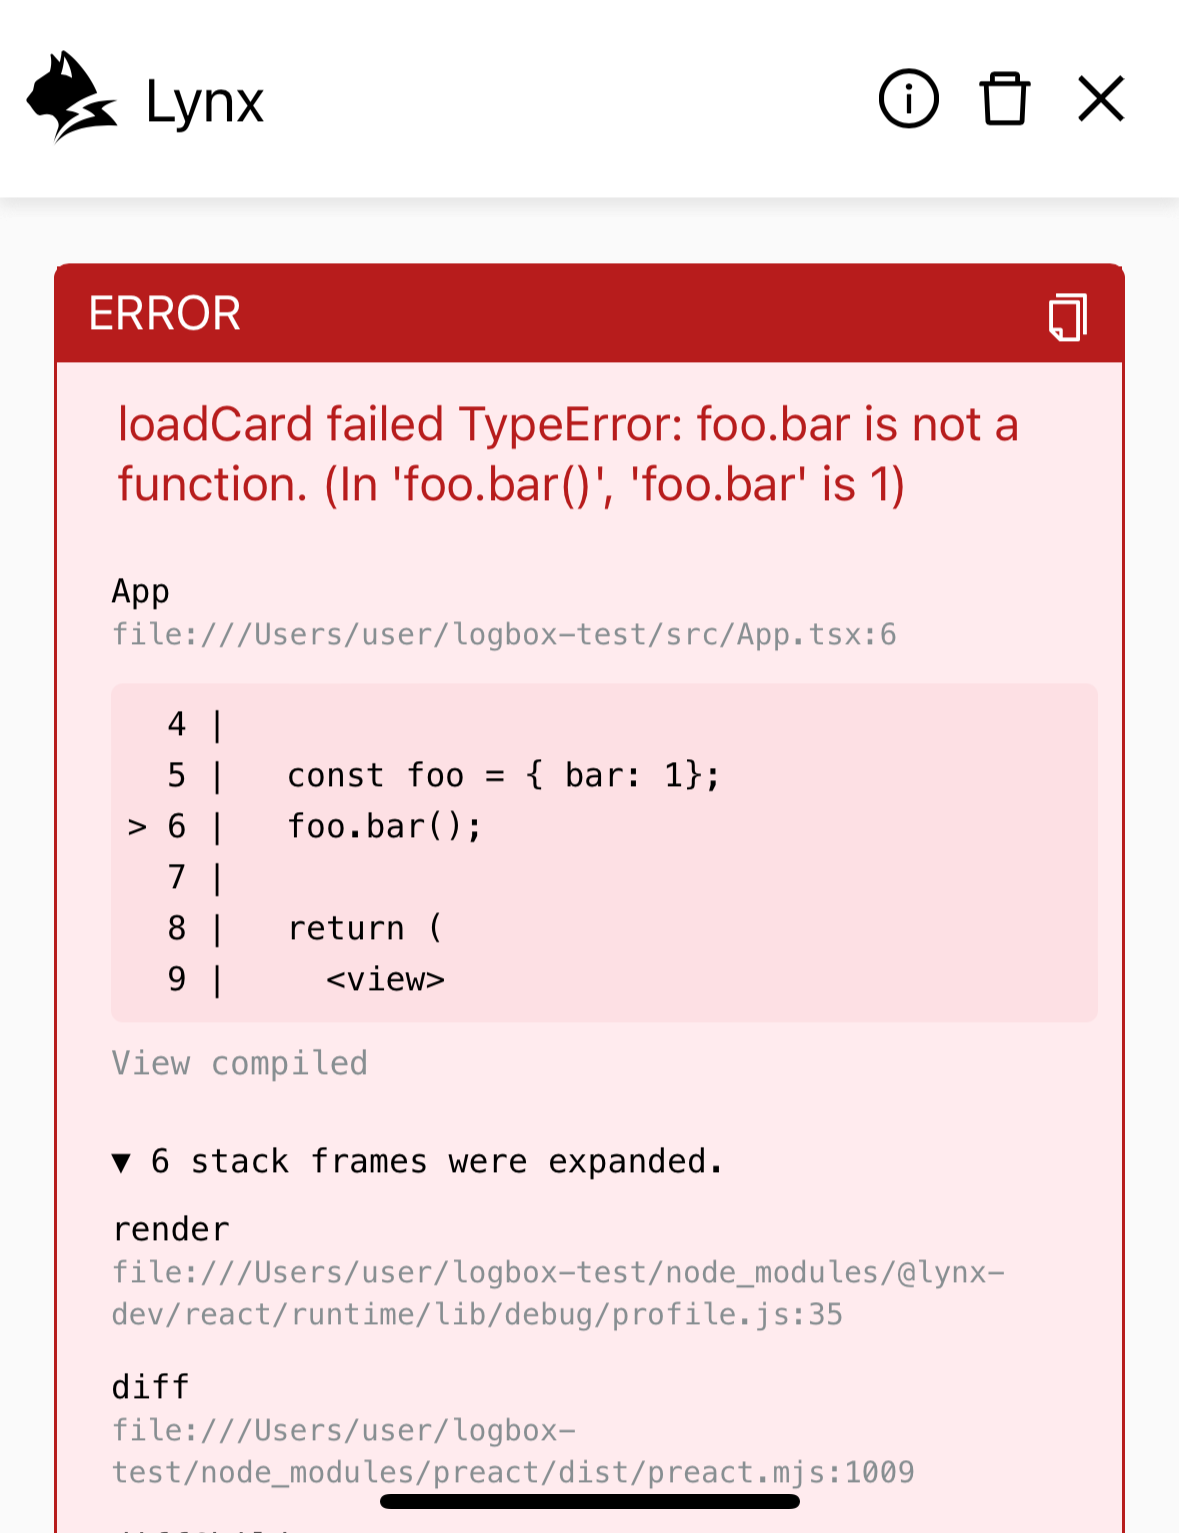 Lynx
ERROR
loadCard failed TypeError: foo.bar is not a
function. (In 'foo.bar()', 'foo.bar' is 1)
App
file:///Users/user/logbox-test/src/App.tsx:6
4 |
5 |   const foo = { bar: 1};
> 6 |   foo.bar();
7 |
8 |   return (
9 |     <view>
View compiled
▼ 6 stack frames were expanded.
render
file:///Users/user/logbox-test/node_modules/@lynx-
dev/react/runtime/lib/debug/profile.js:35
diff
file:///Users/user/logbox-
test/node_modules/preact/dist/preact.mjs:1009